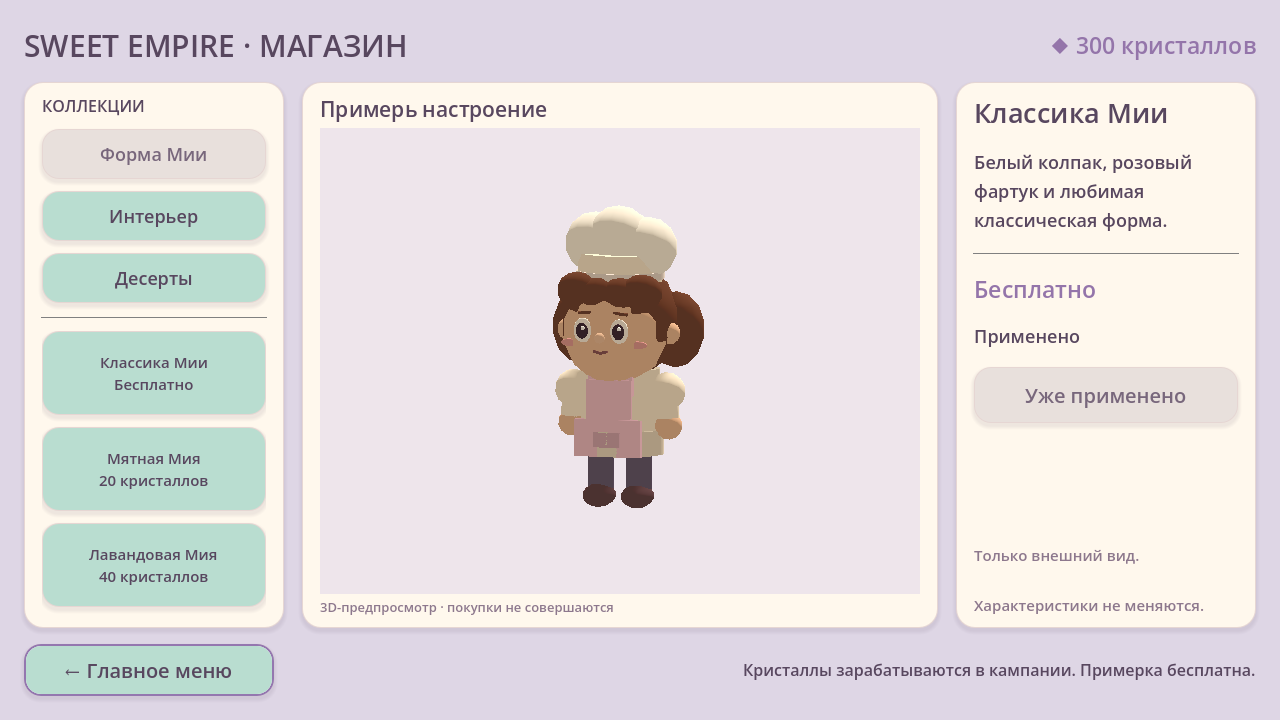 SWEET EMPIRE · МАГАЗИН
◆ 300 кристаллов
КОЛЛЕКЦИИ
Форма Мии
Интерьер
Десерты
Классика Мии
Бесплатно
Мятная Мия
20 кристаллов
Лавандовая Мия
40 кристаллов
Примерь настроение
3D-предпросмотр · покупки не совершаются
Классика Мии
Белый колпак, розовый
фартук и любимая
классическая форма.
Бесплатно
Применено
Уже применено
Только внешний вид.
Характеристики не меняются.
← Главное меню
Кристаллы зарабатываются в кампании. Примерка бесплатна.